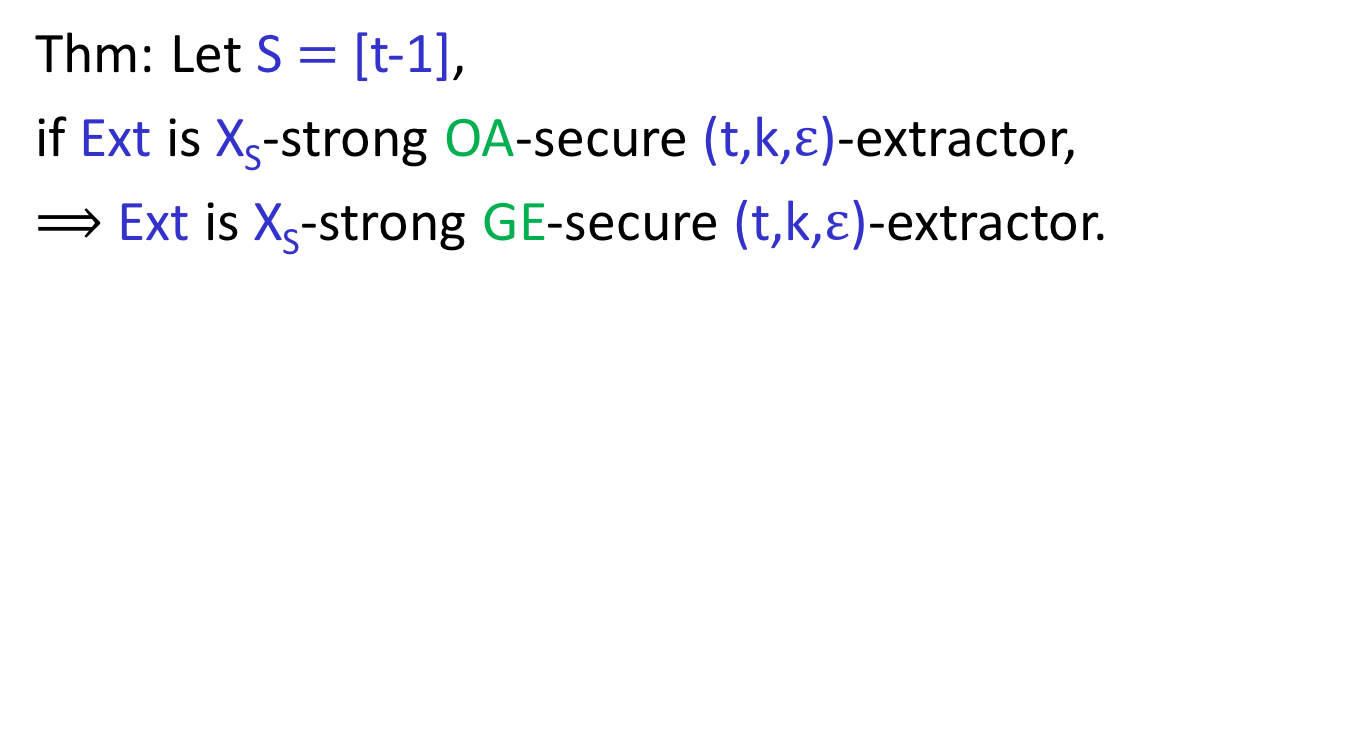 Thm: Let S = [t-1],
if Ext is X_S-strong OA-secure (t,k,ε)-extractor,
⟹ Ext is X_S-strong GE-secure (t,k,ε)-extractor.